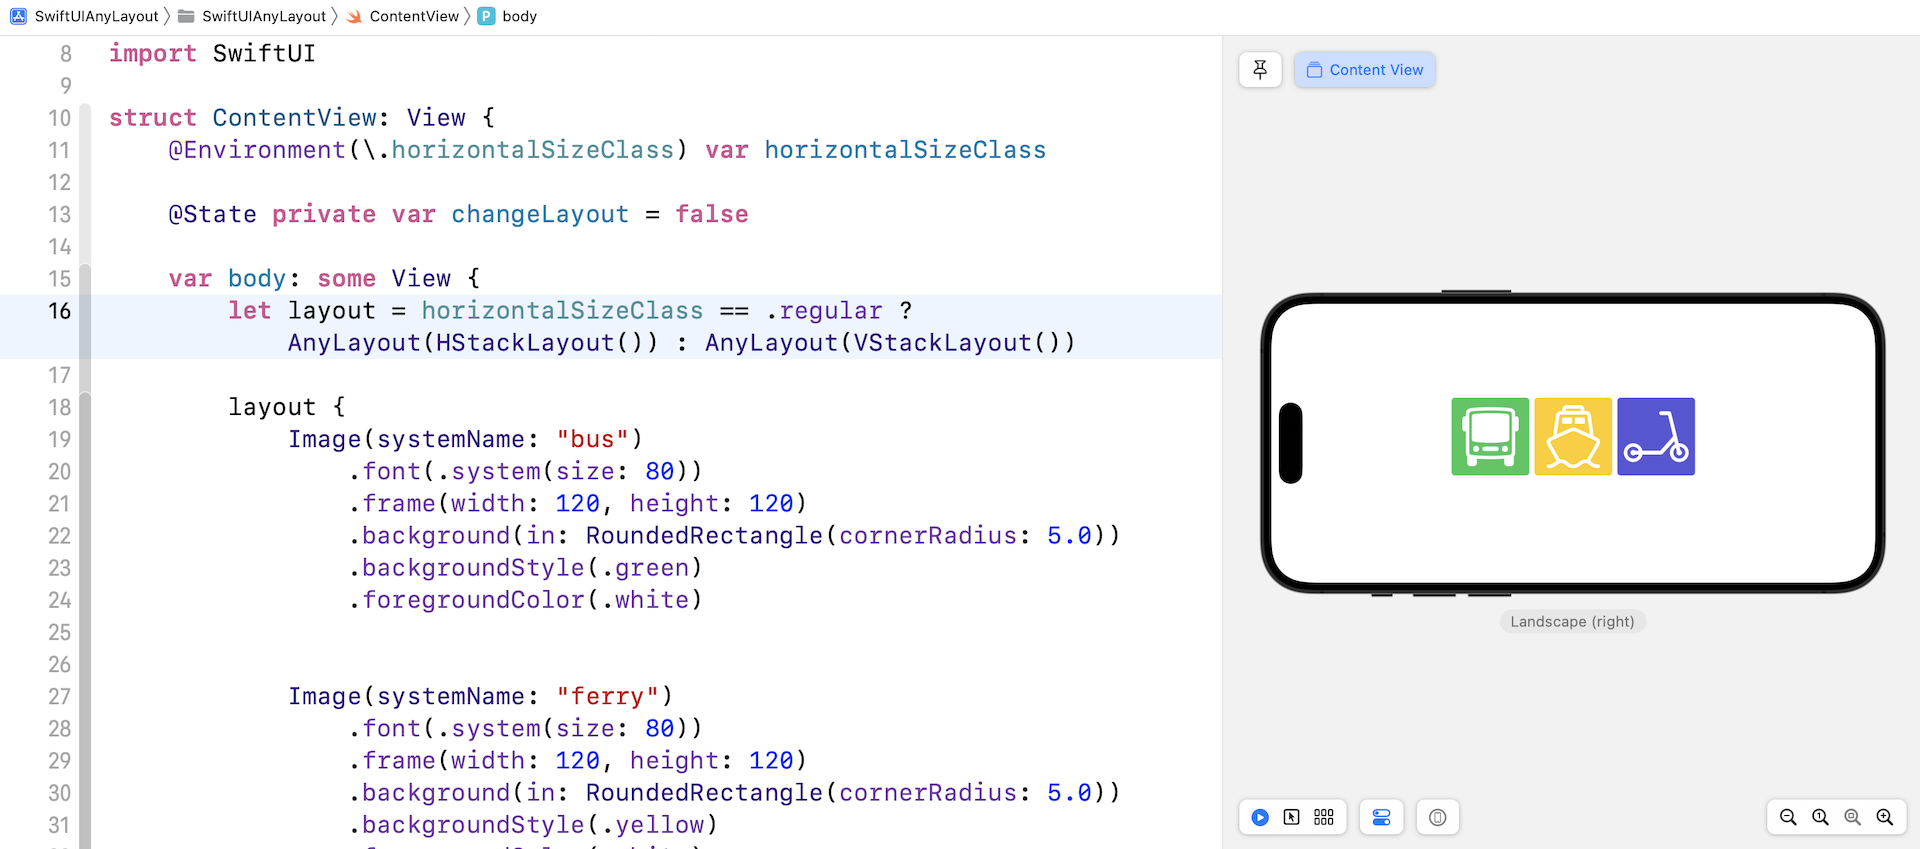 SwiftUIAnyLayout SwiftUIAnyLayout ContentView P body
8 import SwiftUI
9
10 struct ContentView: View {
11 @Environment(\.horizontalSizeClass) var horizontalSizeClass
12
13 @State private var changeLayout = false
14
15 var body: some View {
16 let layout = horizontalSizeClass == .regular ?
AnyLayout(HStackLayout()) : AnyLayout(VStackLayout())
17
18 layout {
19 Image(systemName: "bus")
20 .font(.system(size: 80))
21 .frame(width: 120, height: 120)
22 .background(in: RoundedRectangle(cornerRadius: 5.0))
23 .backgroundStyle(.green)
24 .foregroundColor(.white)
25
26
27 Image(systemName: "ferry")
28 .font(.system(size: 80))
29 .frame(width: 120, height: 120)
30 .background(in: RoundedRectangle(cornerRadius: 5.0))
31 .backgroundStyle(.yellow)
Content View
Landscape (right)